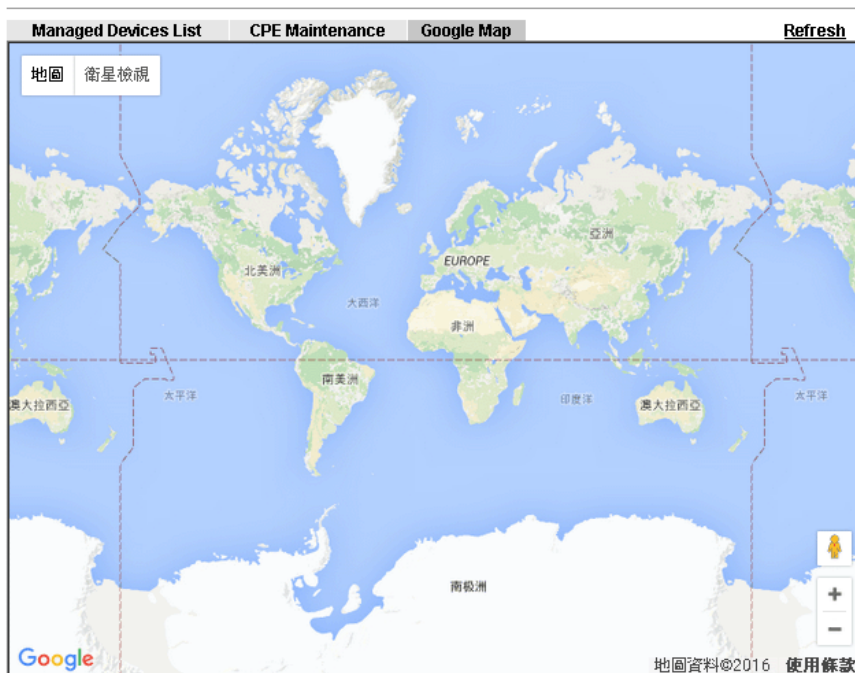 Managed Devices List CPE Maintenance Google Map Refresh
地圖 衛星檢視
亞洲
EUROPE
北美洲
大西洋
非洲
南美洲
太平洋 印度洋 太平洋
澳大拉西亞 澳大拉西亞
南极洲
+
−
Google 地圖資料©2016 使用條款